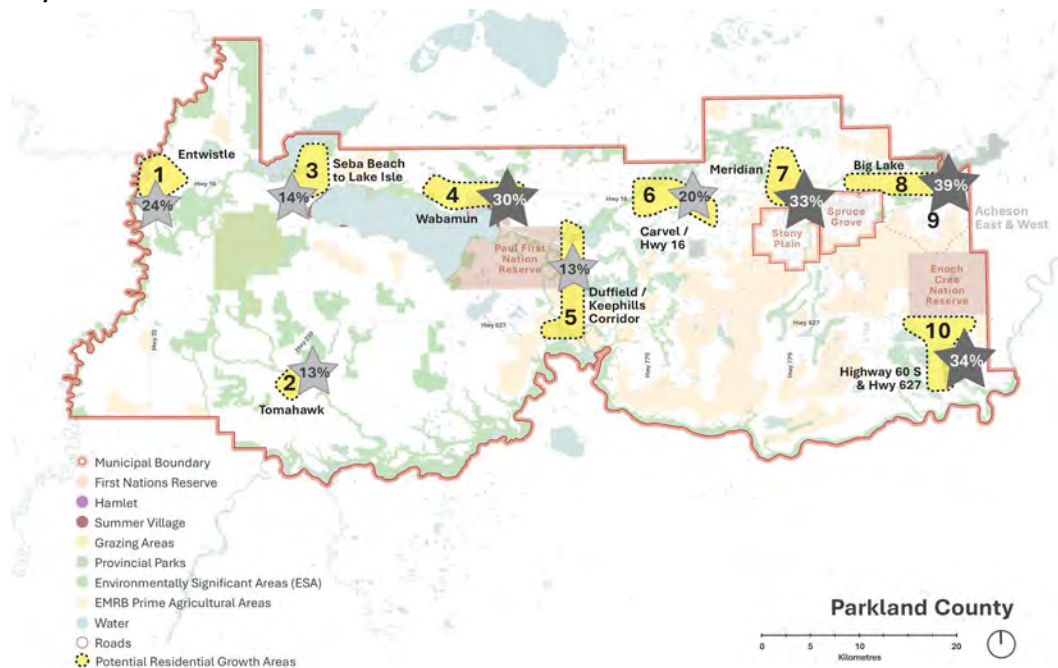 1
Entwistle
Hwy 16
24%
3
Seba Beach
to Lake Isle
14%
4
Wabamun
30%
Paul First
Nation
Reserve
13%
Duffield /
Keephills
Corridor
5
6
20%
Hwy 16
Carvel /
Hwy 16
Meridian
7
33%
Stony
Plain
Spruce
Grove
Big Lake
8
39%
9
Acheson
East & West
Enoch
Cree Nation
Reserve
10
34%
Highway 60 S
& Hwy 627
Hwy 22
Hwy 759
2
13%
Tomahawk
Hwy 627
Hwy 770
Hwy 779
Hwy 627
Municipal Boundary
First Nations Reserve
Hamlet
Summer Village
Grazing Areas
Provincial Parks
Environmentally Significant Areas (ESA)
EMRB Prime Agricultural Areas
Water
Roads
Potential Residential Growth Areas
Parkland County
0 5 10 20
Kilometres